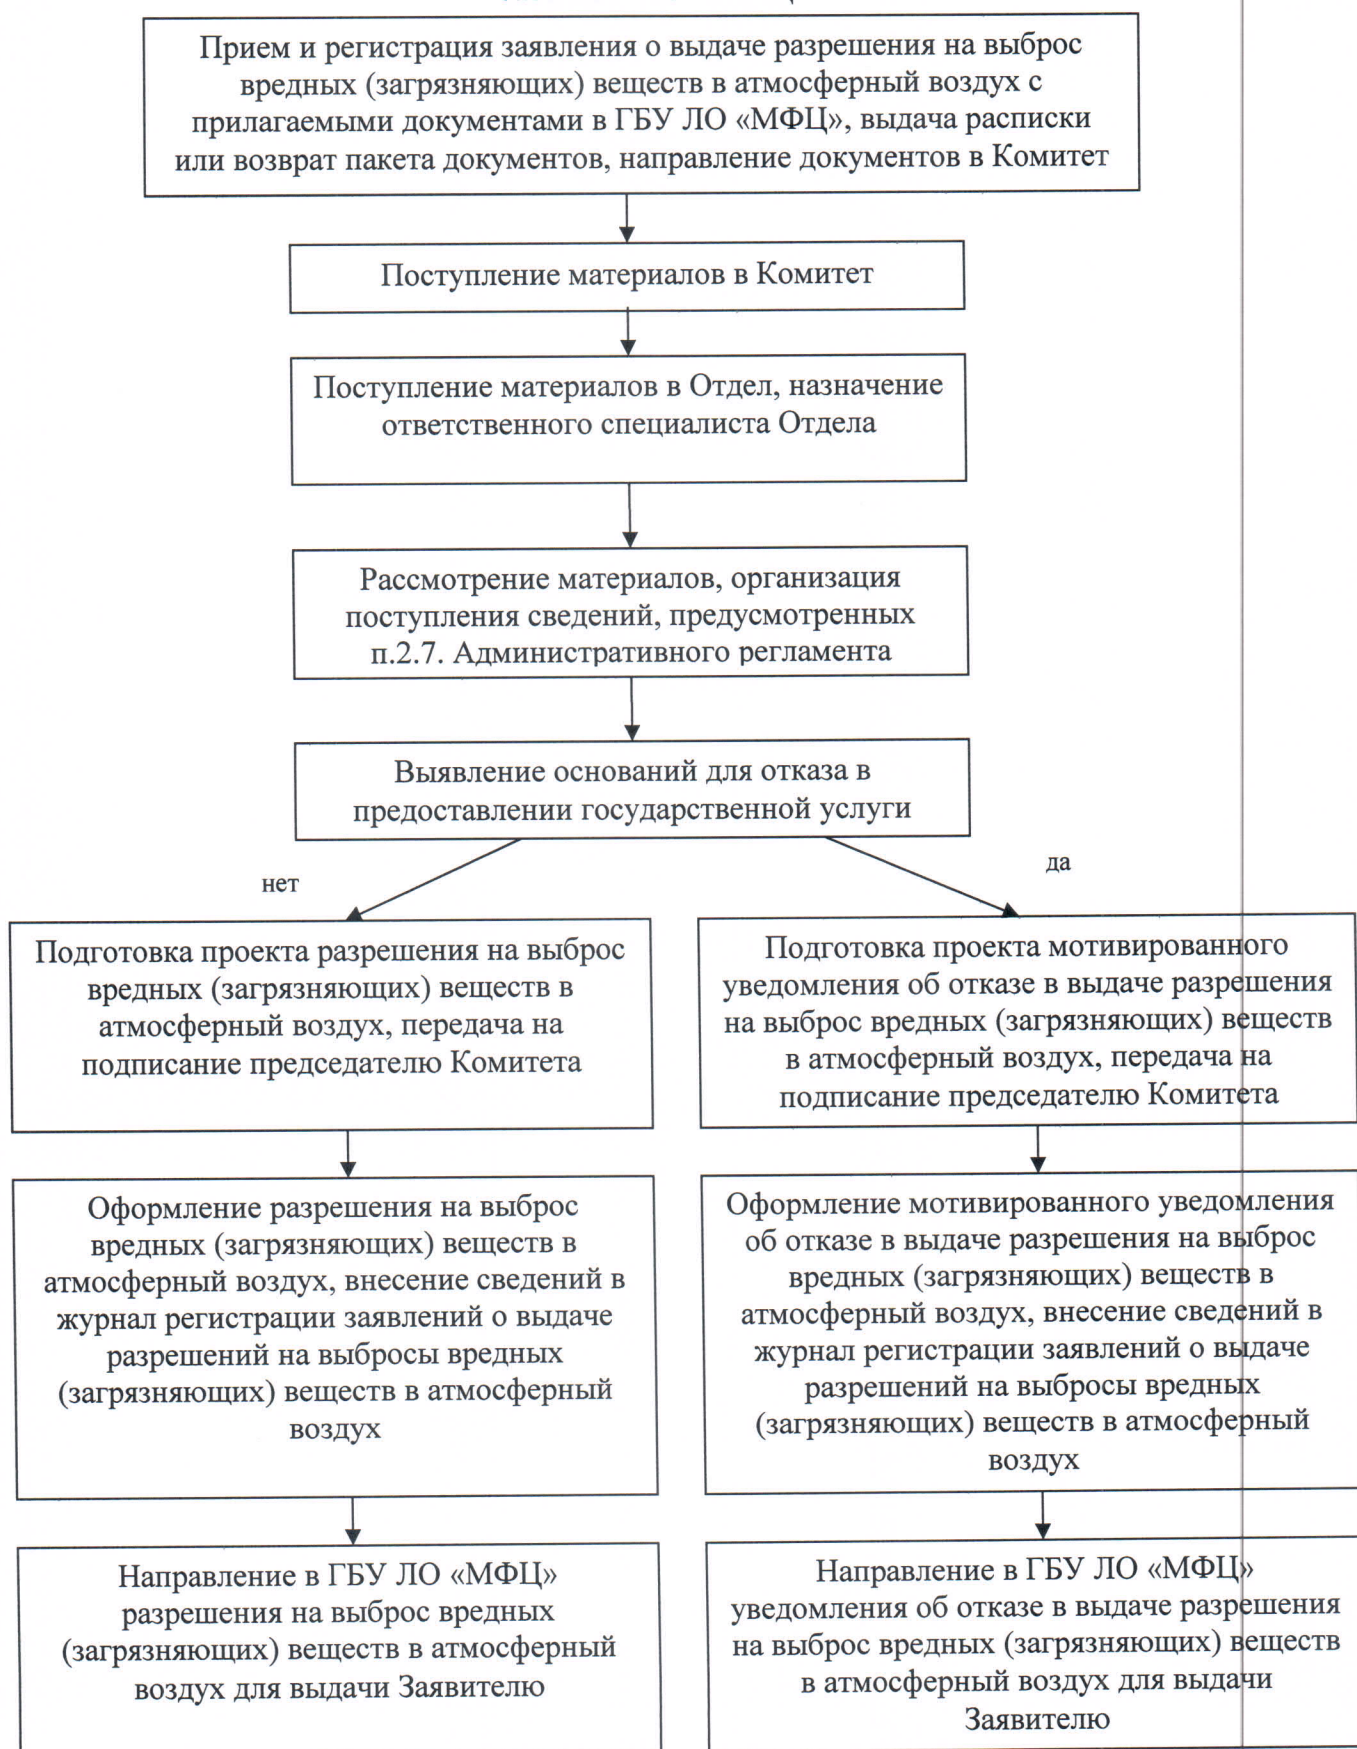 Прием и регистрация заявления о выдаче разрешения на выброс
вредных (загрязняющих) веществ в атмосферный воздух с
прилагаемыми документами в ГБУ ЛО «МФЦ», выдача расписки
или возврат пакета документов, направление документов в Комитет
Поступление материалов в Комитет
Поступление материалов в Отдел, назначение
ответственного специалиста Отдела
Рассмотрение материалов, организация
поступления сведений, предусмотренных
п.2.7. Административного регламента
Выявление оснований для отказа в
предоставлении государственной услуги
нет
да
Подготовка проекта разрешения на выброс
вредных (загрязняющих) веществ в
атмосферный воздух, передача на
подписание председателю Комитета
Подготовка проекта мотивированного
уведомления об отказе в выдаче разрешения
на выброс вредных (загрязняющих) веществ
в атмосферный воздух, передача на
подписание председателю Комитета
Оформление разрешения на выброс
вредных (загрязняющих) веществ в
атмосферный воздух, внесение сведений в
журнал регистрации заявлений о выдаче
разрешений на выбросы вредных
(загрязняющих) веществ в атмосферный
воздух
Оформление мотивированного уведомления
об отказе в выдаче разрешения на выброс
вредных (загрязняющих) веществ в
атмосферный воздух, внесение сведений в
журнал регистрации заявлений о выдаче
разрешений на выбросы вредных
(загрязняющих) веществ в атмосферный
воздух
Направление в ГБУ ЛО «МФЦ»
разрешения на выброс вредных
(загрязняющих) веществ в атмосферный
воздух для выдачи Заявителю
Направление в ГБУ ЛО «МФЦ»
уведомления об отказе в выдаче разрешения
на выброс вредных (загрязняющих) веществ
в атмосферный воздух для выдачи
Заявителю